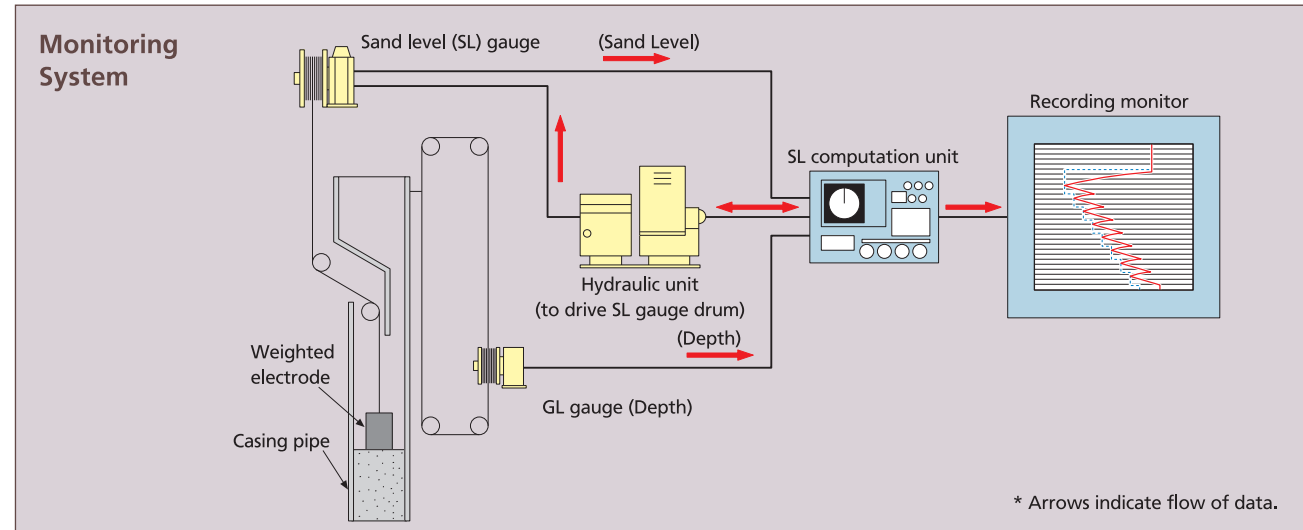 Monitoring
System
Sand level (SL) gauge
(Sand Level)
Recording monitor
SL computation unit
Hydraulic unit
(to drive SL gauge drum)
(Depth)
Weighted
electrode
GL gauge (Depth)
Casing pipe
* Arrows indicate flow of data.